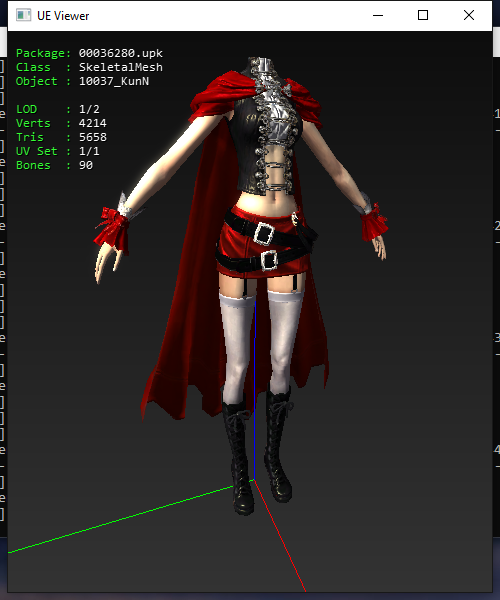 UE Viewer
Package: 00036280.upk
Class : SkeletalMesh
Object : 10037_KunN
LOD : 1/2
Verts : 4214
Tris : 5658
UV Set : 1/1
Bones : 90